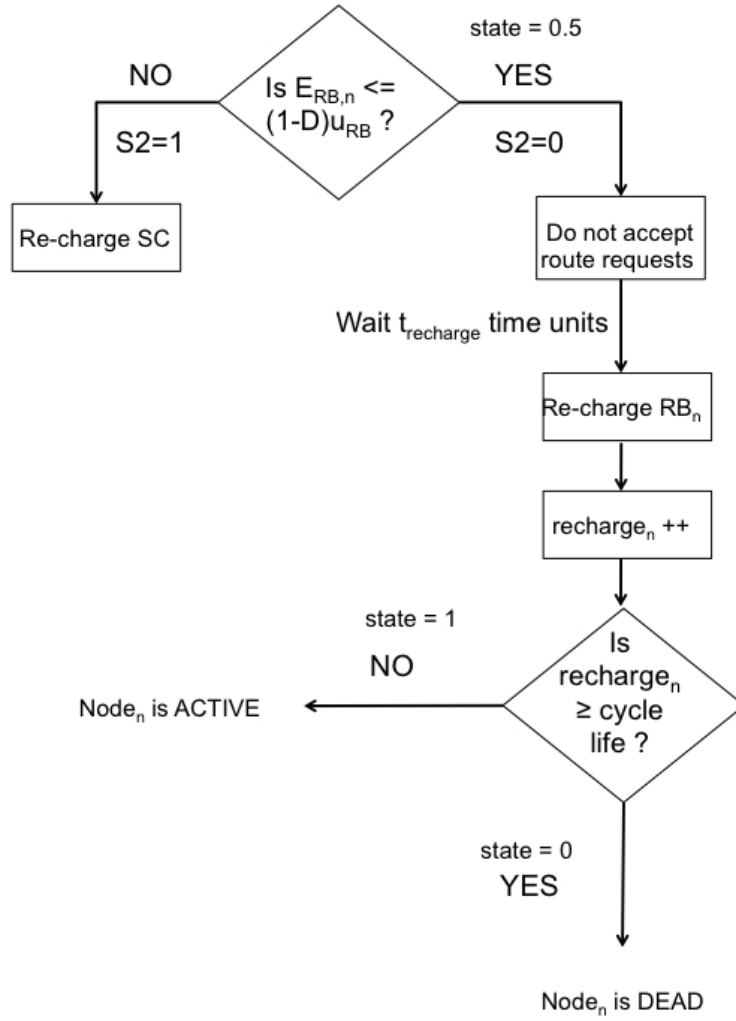 state = 0.5
NO
YES
Is E_RB,n <=
(1-D)u_RB ?
S2=1
S2=0
Re-charge SC
Do not accept
route requests
Wait t_recharge time units
Re-charge RB_n
recharge_n ++
state = 1
NO
Is
recharge_n
≥ cycle
life ?
Node_n is ACTIVE
state = 0
YES
Node_n is DEAD